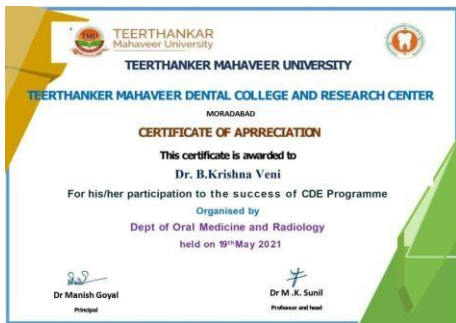 TMU
TEERTHANKAR
Mahaveer University
TEERTHANKER MAHAVEER UNIVERSITY
TEERTHANKER MAHAVEER DENTAL COLLEGE AND RESEARCH CENTER
MORADABAD
CERTIFICATE OF APRRECIATION
This certificate is awarded to
Dr. B.Krishna Veni
For his/her participation to the success of CDE Programme
Organised by
Dept of Oral Medicine and Radiology
held on 19thMay 2021
Dr Manish Goyal
Principal
Dr M .K. Sunil
Professor and head